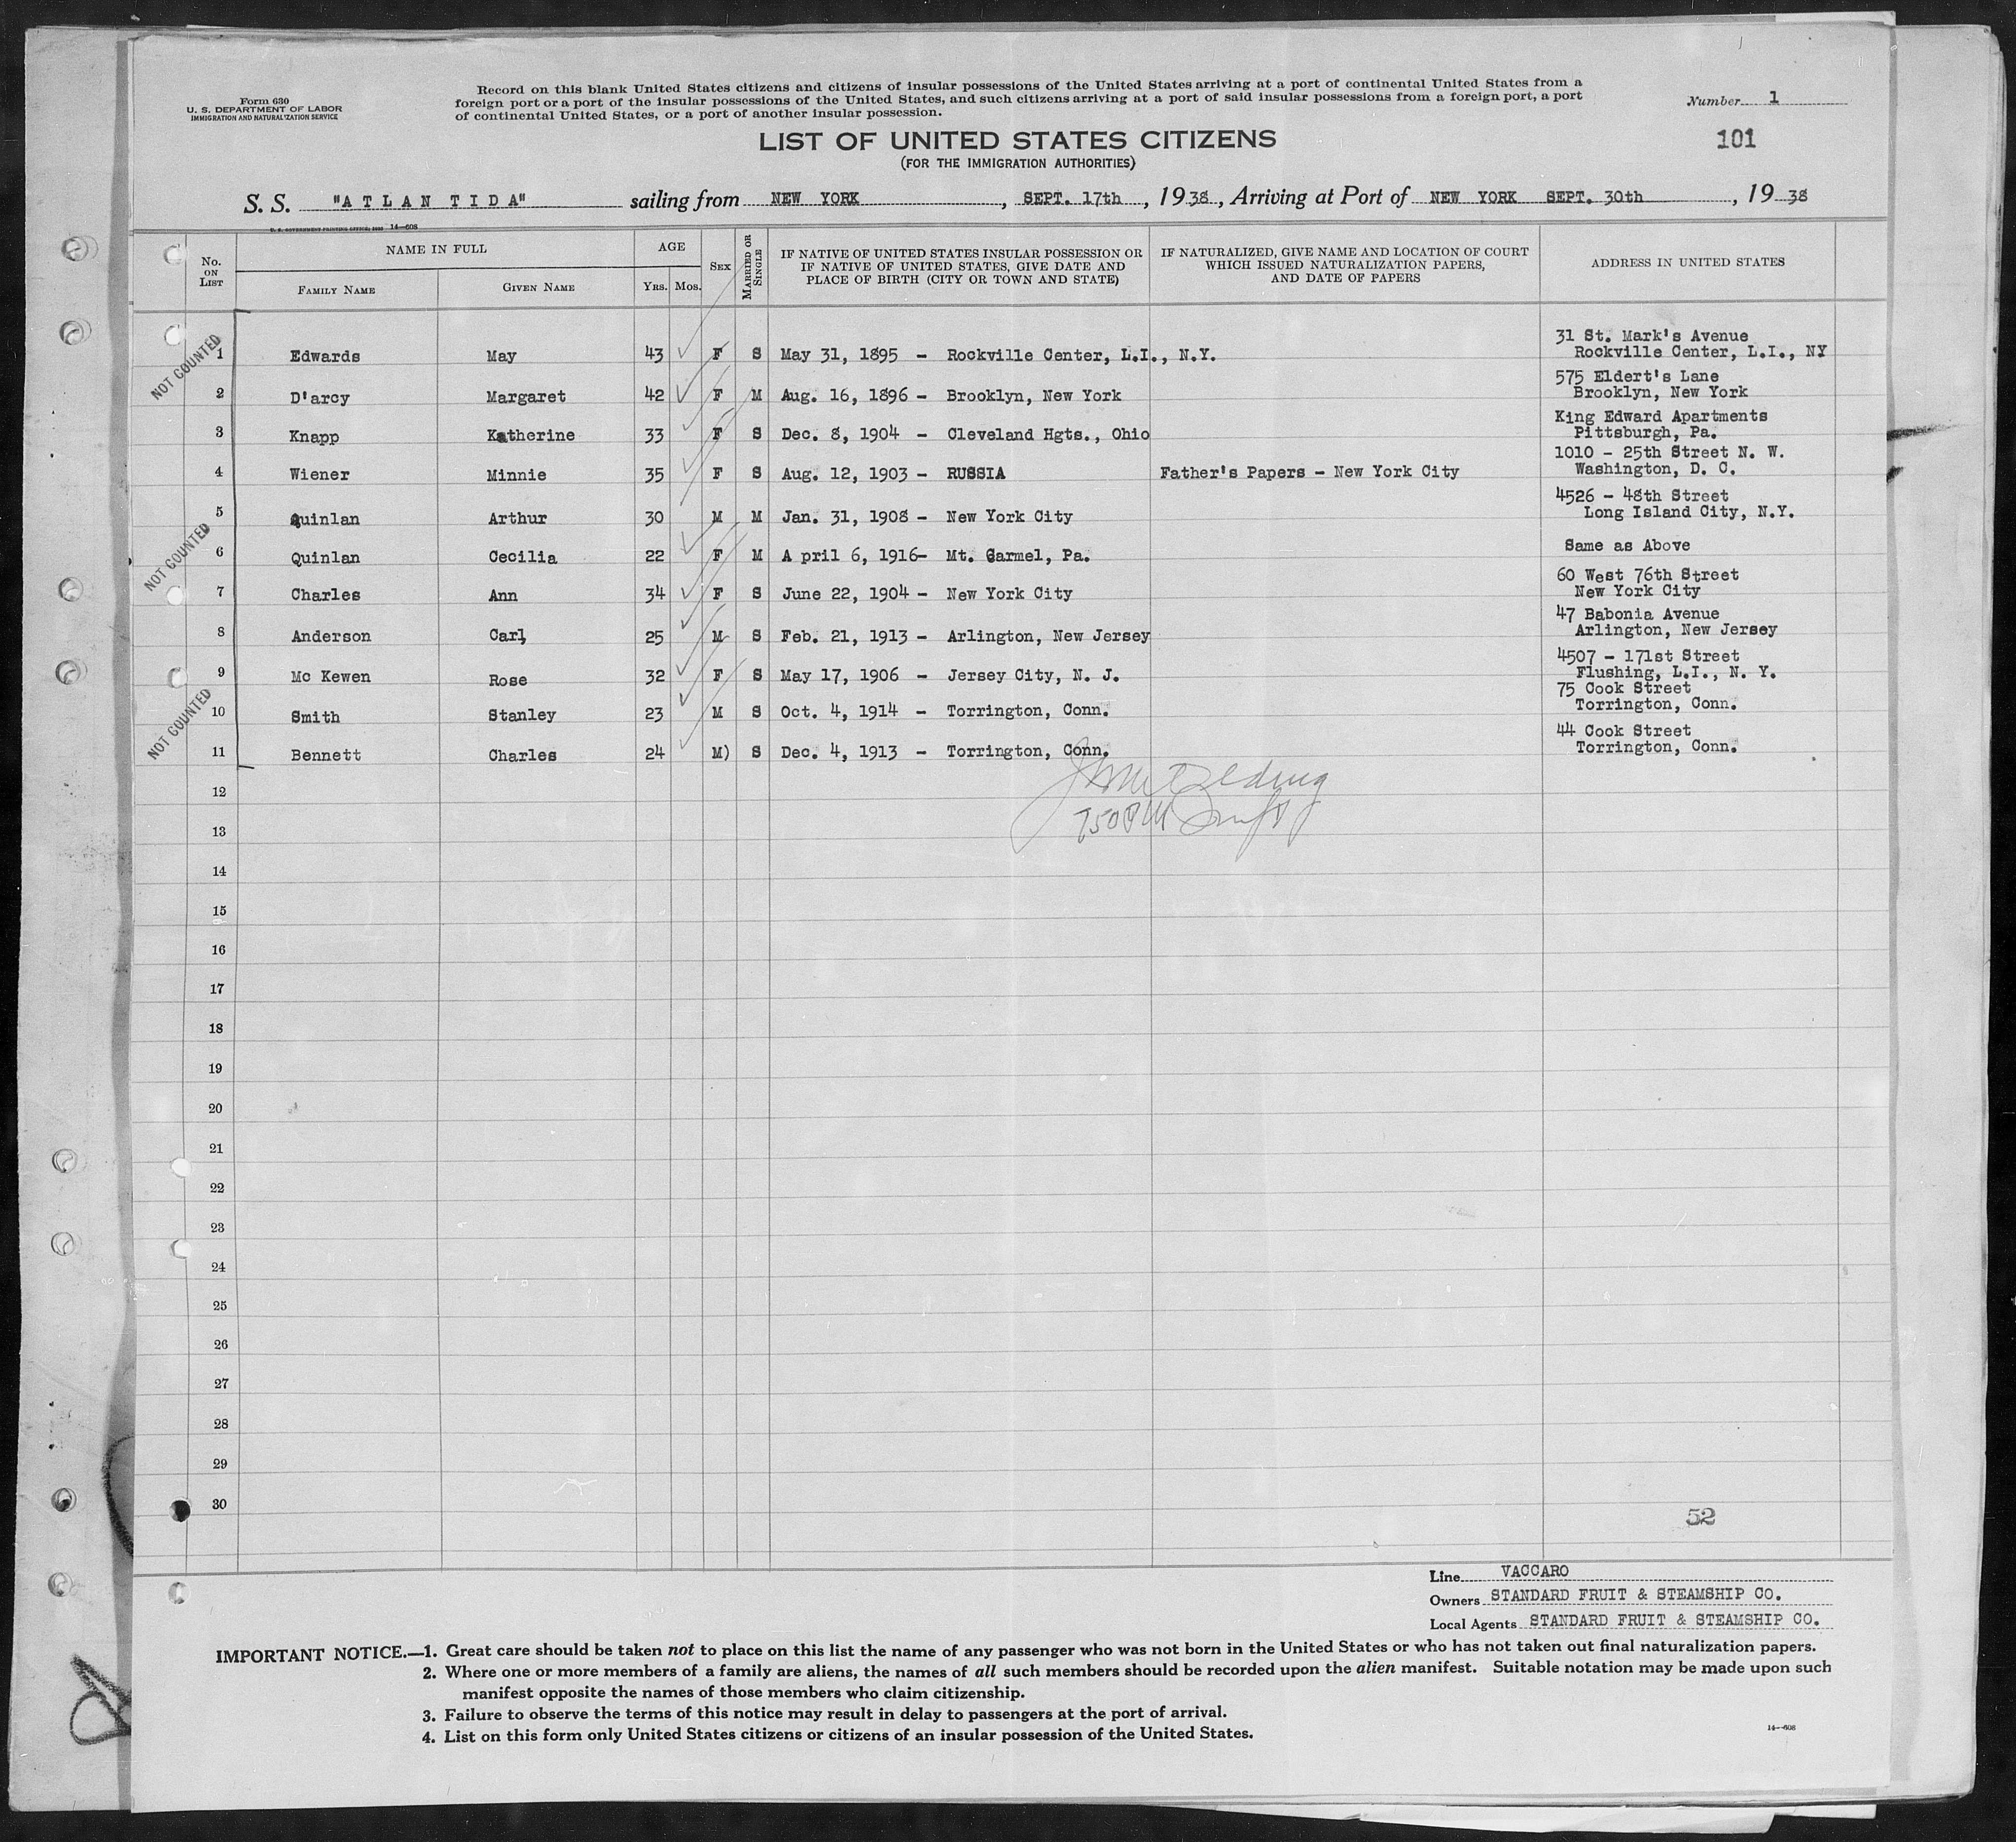 Form 630
U. S. DEPARTMENT OF LABOR
IMMIGRATION AND NATURALIZATION SERVICE
Record on this blank United States citizens and citizens of insular possessions of the United States arriving at a port of continental United States from a
foreign port or a port of the insular possessions of the United States, and such citizens arriving at a port of said insular possessions from a foreign port, a port
of continental United States, or a port of another insular possession.
Number 1
101
LIST OF UNITED STATES CITIZENS
(FOR THE IMMIGRATION AUTHORITIES)
S. S. "ATLAN TIDA" sailing from NEW YORK, SEPT. 17th, 1938, Arriving at Port of NEW YORK SEPT. 30th, 1938
U. S. GOVERNMENT PRINTING OFFICE: 14—608
No. ON LIST NAME IN FULL AGE SEX MARRIED OR SINGLE IF NATIVE OF UNITED STATES INSULAR POSSESSION OR IF NATIVE OF UNITED STATES, GIVE DATE AND PLACE OF BIRTH (CITY OR TOWN AND STATE) IF NATURALIZED, GIVE NAME AND LOCATION OF COURT WHICH ISSUED NATURALIZATION PAPERS, AND DATE OF PAPERS ADDRESS IN UNITED STATES
FAMILY NAME GIVEN NAME YRS. MOS.
NOT COUNTED
1 Edwards May 43 F S May 31, 1895 - Rockville Center, L.I., N.Y. 31 St. Mark's Avenue Rockville Center, L.I., NY
2 D'arcy Margaret 42 F M Aug. 16, 1896 - Brooklyn, New York 575 Eldert's Lane Brooklyn, New York
3 Knapp Katherine 33 F S Dec. 8, 1904 - Cleveland Hgts., Ohio King Edward Apartments Pittsburgh, Pa.
4 Wiener Minnie 35 F S Aug. 12, 1903 - RUSSIA Father's Papers - New York City 1010 - 25th Street N. W. Washington, D. C.
5 Quinlan Arthur 30 M M Jan. 31, 1908 - New York City 4526 - 48th Street Long Island City, N.Y.
NOT COUNTED
6 Quinlan Cecilia 22 F M A pril 6, 1916- Mt. Carmel, Pa. Same as Above
7 Charles Ann 34 F S June 22, 1904 - New York City 60 West 76th Street New York City
8 Anderson Carl 25 M S Feb. 21, 1913 - Arlington, New Jersey 47 Babonia Avenue Arlington, New Jersey
9 Mc Kewen Rose 32 F S May 17, 1906 - Jersey City, N. J. 4507 - 171st Street Flushing, L.I., N. Y.
NOT COUNTED
10 Smith Stanley 23 M S Oct. 4, 1914 - Torrington, Conn. 75 Cook Street Torrington, Conn.
11 Bennett Charles 24 M) S Dec. 4, 1913 - Torrington, Conn. 44 Cook Street Torrington, Conn.
12
13
14
15
16
17
18
19
20
21
22
23
24
25
26
27
28
29
30
52
Line VACCARO
Owners STANDARD FRUIT & STEAMSHIP CO.
Local Agents STANDARD FRUIT & STEAMSHIP CO.
IMPORTANT NOTICE.—1. Great care should be taken not to place on this list the name of any passenger who was not born in the United States or who has not taken out final naturalization papers.
2. Where one or more members of a family are aliens, the names of all such members should be recorded upon the alien manifest. Suitable notation may be made upon such
manifest opposite the names of those members who claim citizenship.
3. Failure to observe the terms of this notice may result in delay to passengers at the port of arrival.
4. List on this form only United States citizens or citizens of an insular possession of the United States.
14—608